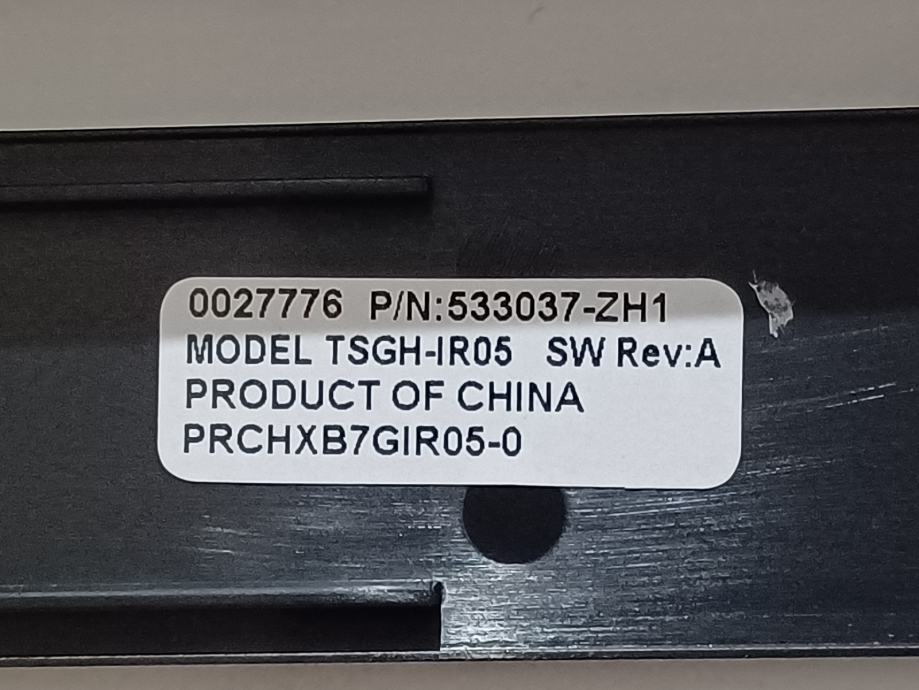 0027776 P/N:533037-ZH1
MODEL TSGH-IR05 SW Rev:A
PRODUCT OF CHINA
PRCHXB7GIR05-0